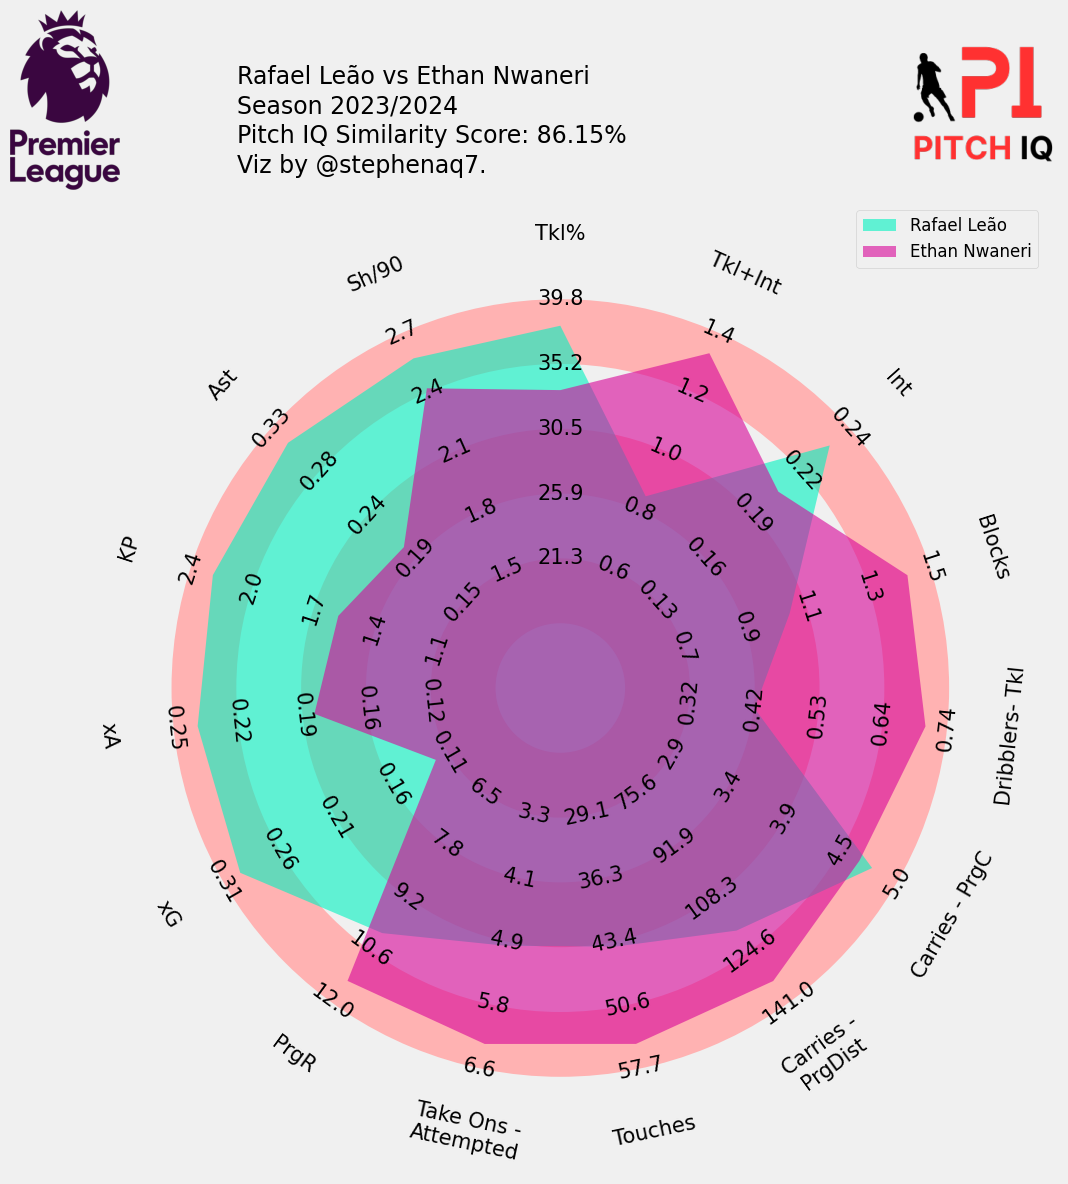 Premier
League
Rafael Leão vs Ethan Nwaneri
Season 2023/2024
Pitch IQ Similarity Score: 86.15%
Viz by @stephenaq7.
PI
PITCH IQ
Rafael Leão
Ethan Nwaneri
Tkl%
21.3
25.9
30.5
35.2
39.8
Tkl+Int
0.6
0.8
1.0
1.2
1.4
Int
0.13
0.16
0.19
0.22
0.24
Blocks
0.7
0.9
1.1
1.3
1.5
Dribblers- Tkl
0.32
0.42
0.53
0.64
0.74
Carries - PrgC
2.9
3.4
3.9
4.5
5.0
Carries -
PrgDist
75.6
91.9
108.3
124.6
141.0
Touches
29.1
36.3
43.4
50.6
57.7
Take Ons -
Attempted
3.3
4.1
4.9
5.8
6.6
PrgR
6.5
7.8
9.2
10.6
12.0
xG
0.11
0.16
0.21
0.26
0.31
xA
0.12
0.16
0.19
0.22
0.25
KP
1.1
1.4
1.7
2.0
2.4
Ast
0.15
0.19
0.24
0.28
0.33
Sh/90
1.5
1.8
2.1
2.4
2.7